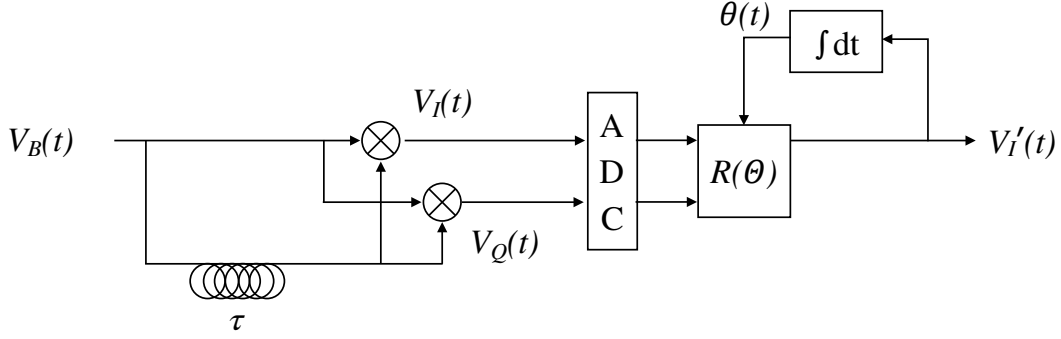 θ(t)
∫dt
V_I(t)
V_B(t)
A
D
C
R(Θ)
V_I′(t)
V_Q(t)
τ